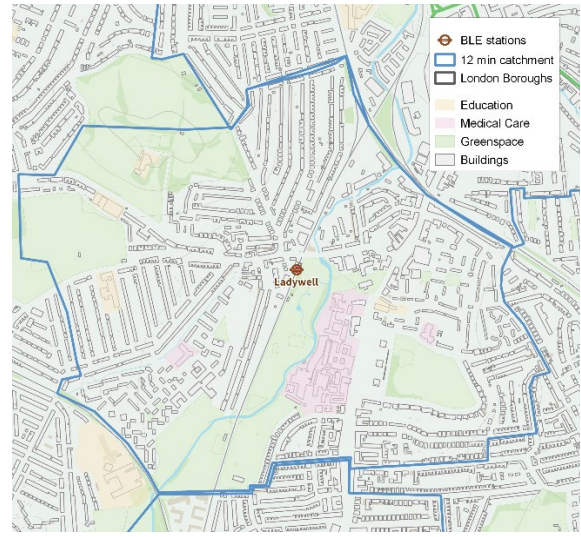 BLE stations
12 min catchment
London Boroughs
Education
Medical Care
Greenspace
Buildings
Ladywell